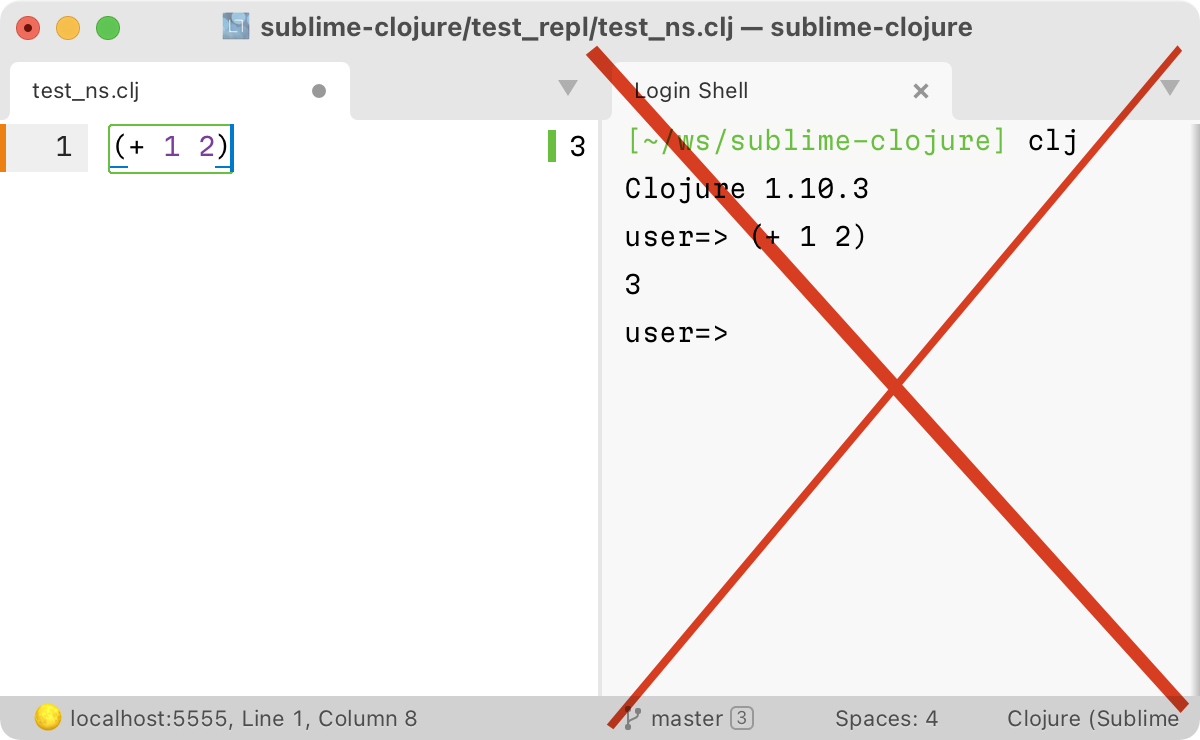 sublime-clojure/test_repl/test_ns.clj — sublime-clojure
test_ns.clj
1 (+ 1 2) 3
Login Shell
[~/ws/sublime-clojure] clj
Clojure 1.10.3
user=> (+ 1 2)
3
user=>
localhost:5555, Line 1, Column 8 master 3 Spaces: 4 Clojure (Sublime